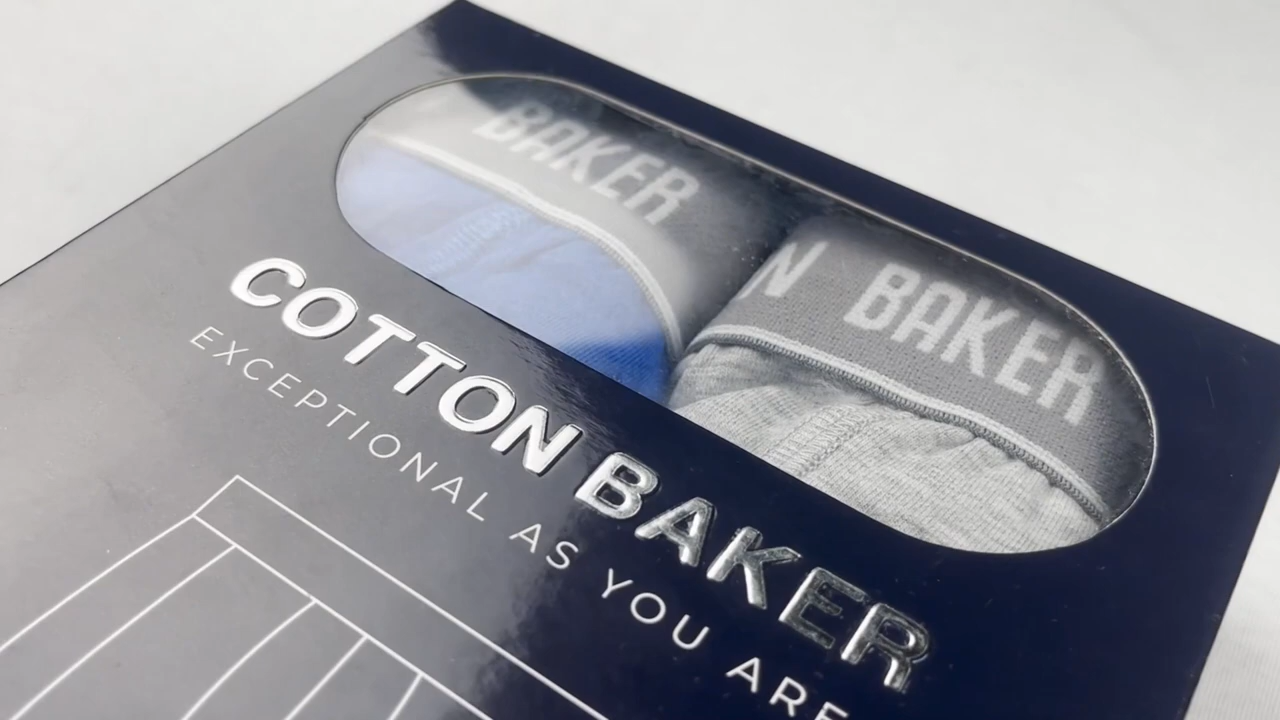 BAKER
N BAKER
COTTON BAKER
EXCEPTIONAL AS YOU ARE